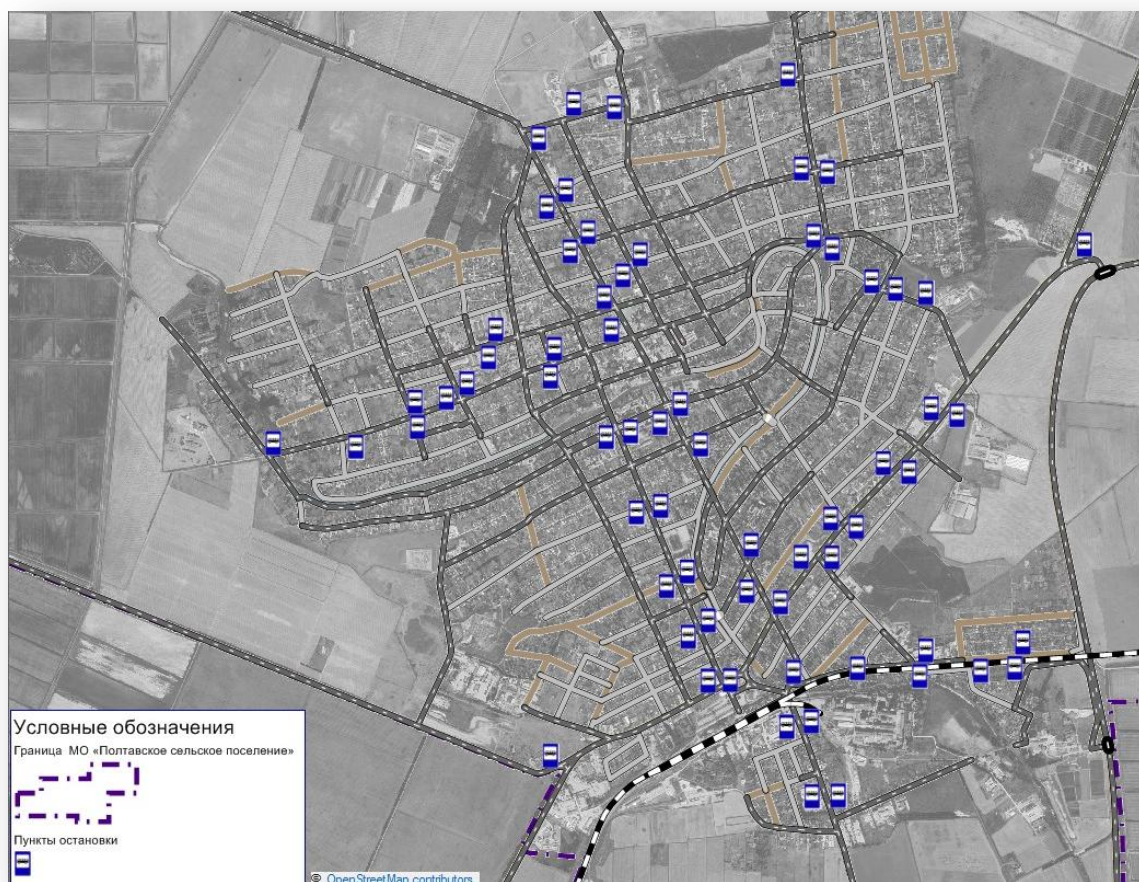 Условные обозначения
Граница МО «Полтавское сельское поселение»
Пункты остановки
© OpenStreetMap contributors